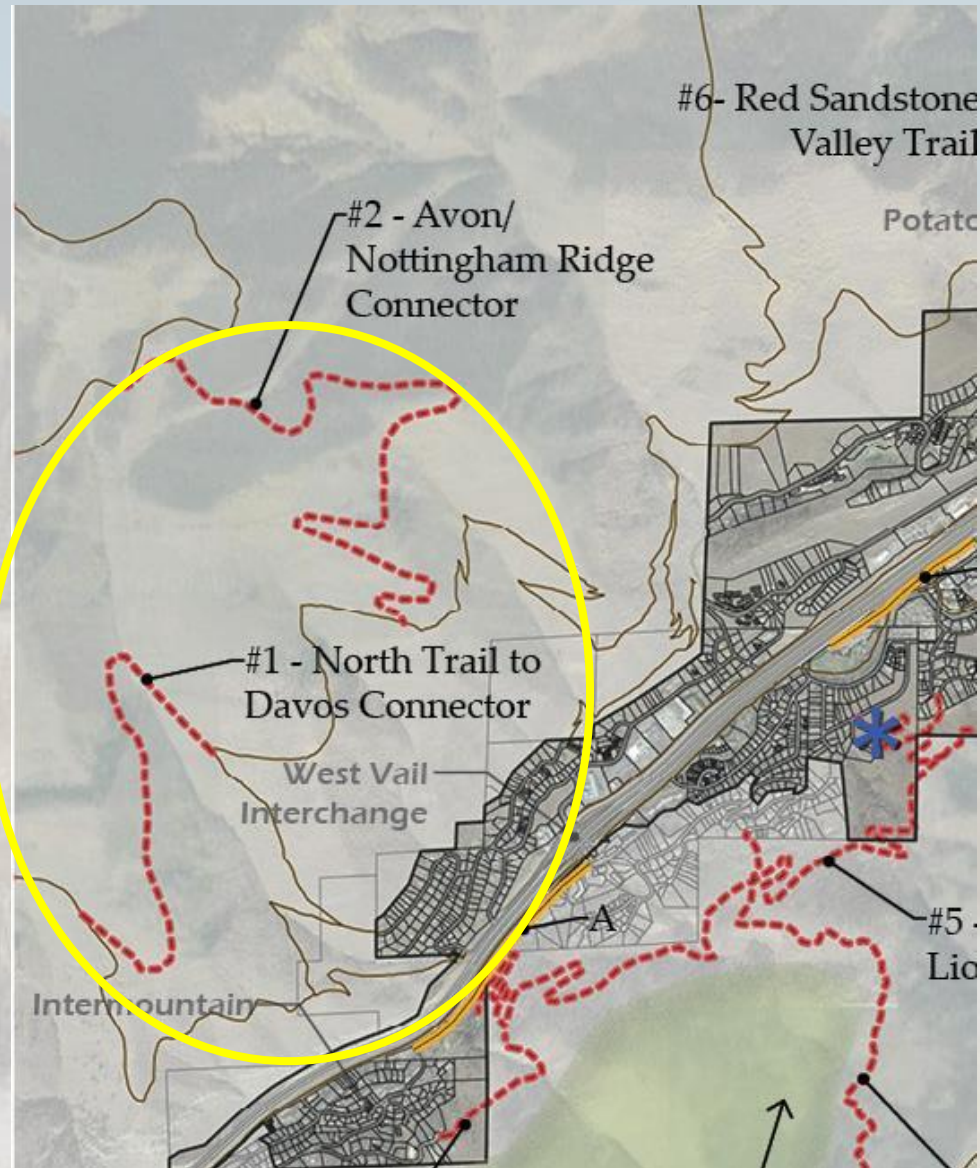 #6- Red Sandstone
Valley Trail
#2 - Avon/
Nottingham Ridge
Connector
#1 - North Trail to
Davos Connector
West Vail
Interchange
A
#5 -
Intermountain